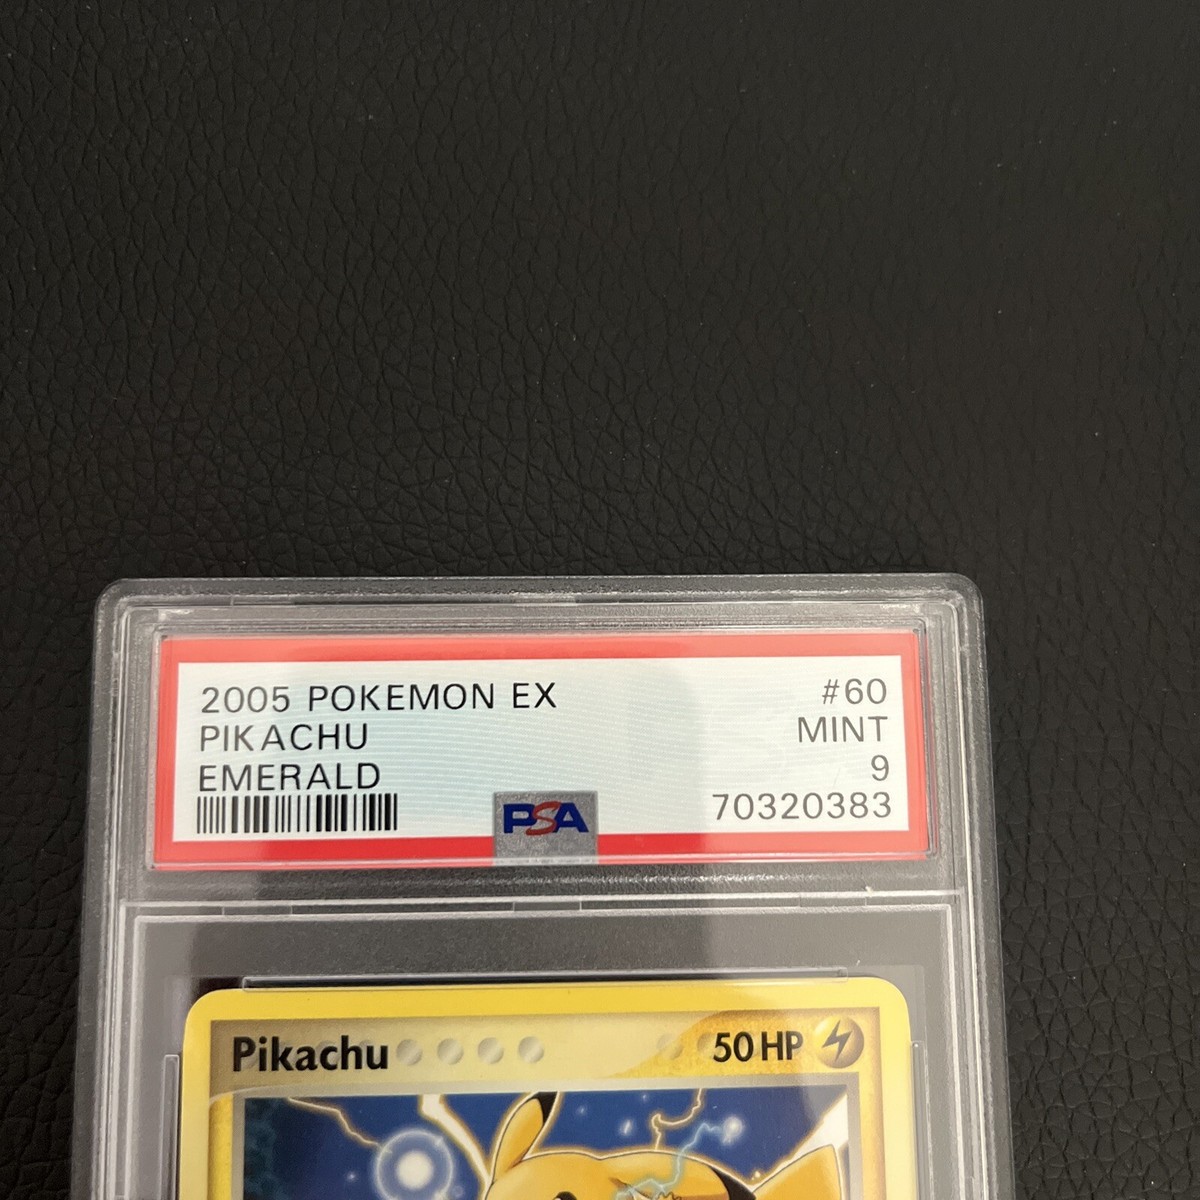 2005 POKEMON EX #60
PIKACHU MINT
EMERALD 9
PSA 70320383
Pikachu 50 HP